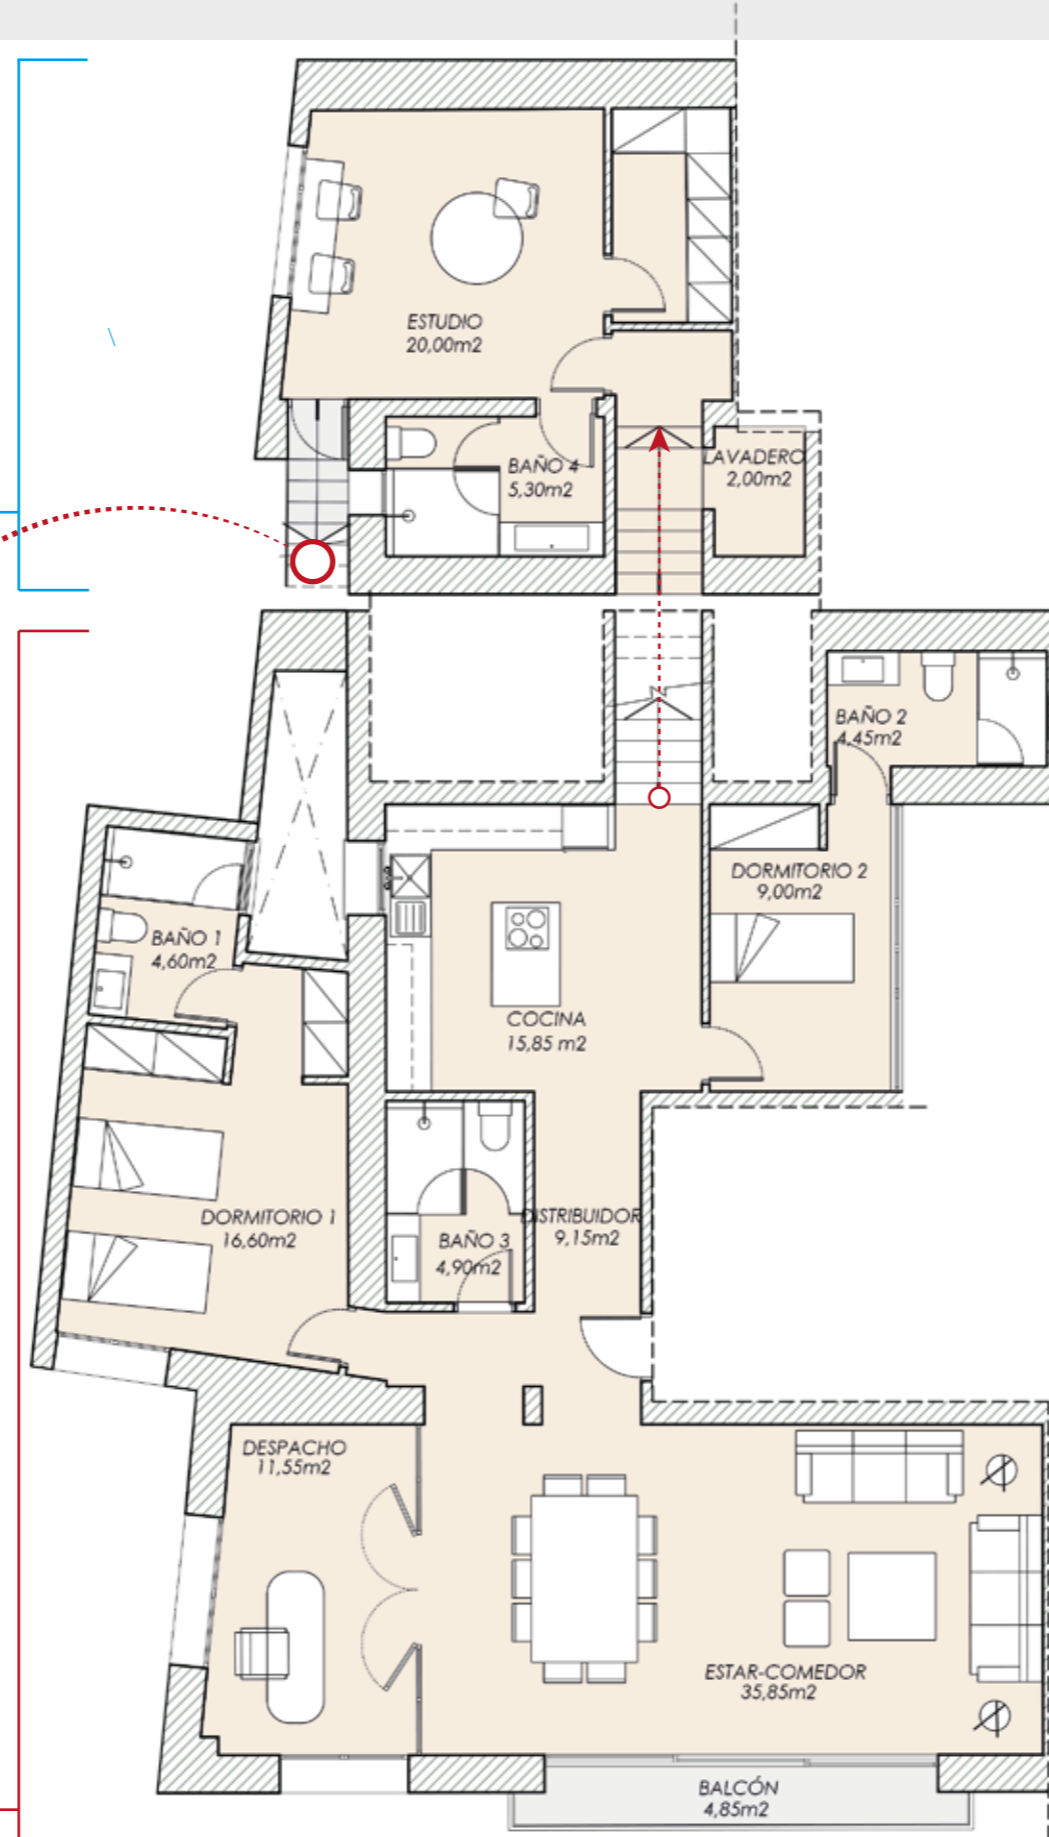 ESTUDIO
20,00m2
BAÑO 4
5,30m2
LAVADERO
2,00m2
BAÑO 2
4,45m2
DORMITORIO 2
9,00m2
BAÑO 1
4,60m2
COCINA
15,85 m2
DORMITORIO 1
16,60m2
DISTRIBUIDOR
9,15m2
BAÑO 3
4,90m2
DESPACHO
11,55m2
ESTAR-COMEDOR
35,85m2
BALCÓN
4,85m2